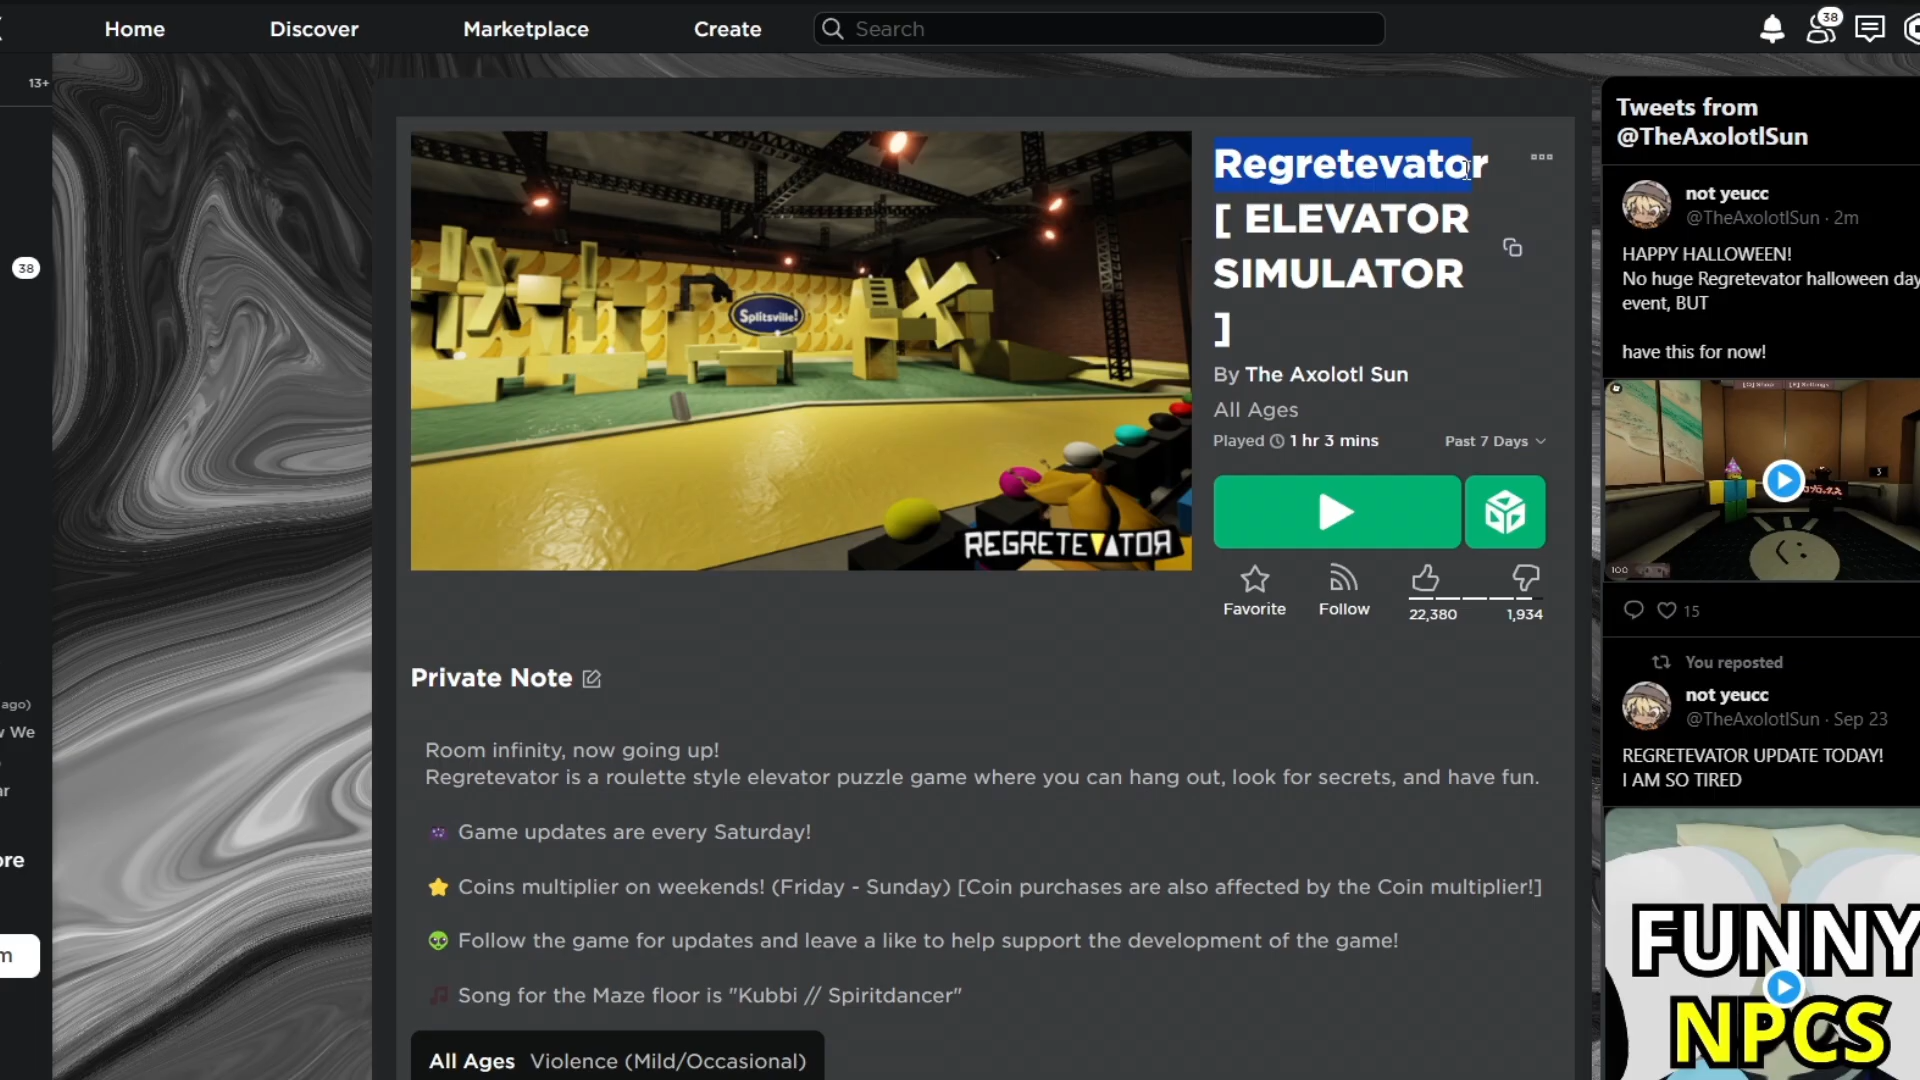 Home
Discover
Marketplace
Create
Search
38
13+
38
ago)
We
ore
m
Splitsville!
REGRETEVATOR
Regretevator
[ ELEVATOR
SIMULATOR
]
By The Axolotl Sun
All Ages
Played 1 hr 3 mins
Past 7 Days
Favorite
Follow
22,380
1,934
Private Note
Room infinity, now going up!
Regretevator is a roulette style elevator puzzle game where you can hang out, look for secrets, and have fun.
Game updates are every Saturday!
Coins multiplier on weekends! (Friday - Sunday) [Coin purchases are also affected by the Coin multiplier!]
Follow the game for updates and leave a like to help support the development of the game!
Song for the Maze floor is "Kubbi // Spiritdancer"
All Ages Violence (Mild/Occasional)
Tweets from
@TheAxolotlSun
not yeucc
@TheAxolotlSun · 2m
HAPPY HALLOWEEN!
No huge Regretevator halloween day
event, BUT
have this for now!
3
100
15
You reposted
not yeucc
@TheAxolotlSun · Sep 23
REGRETEVATOR UPDATE TODAY!
I AM SO TIRED
FUNNY
NPCS